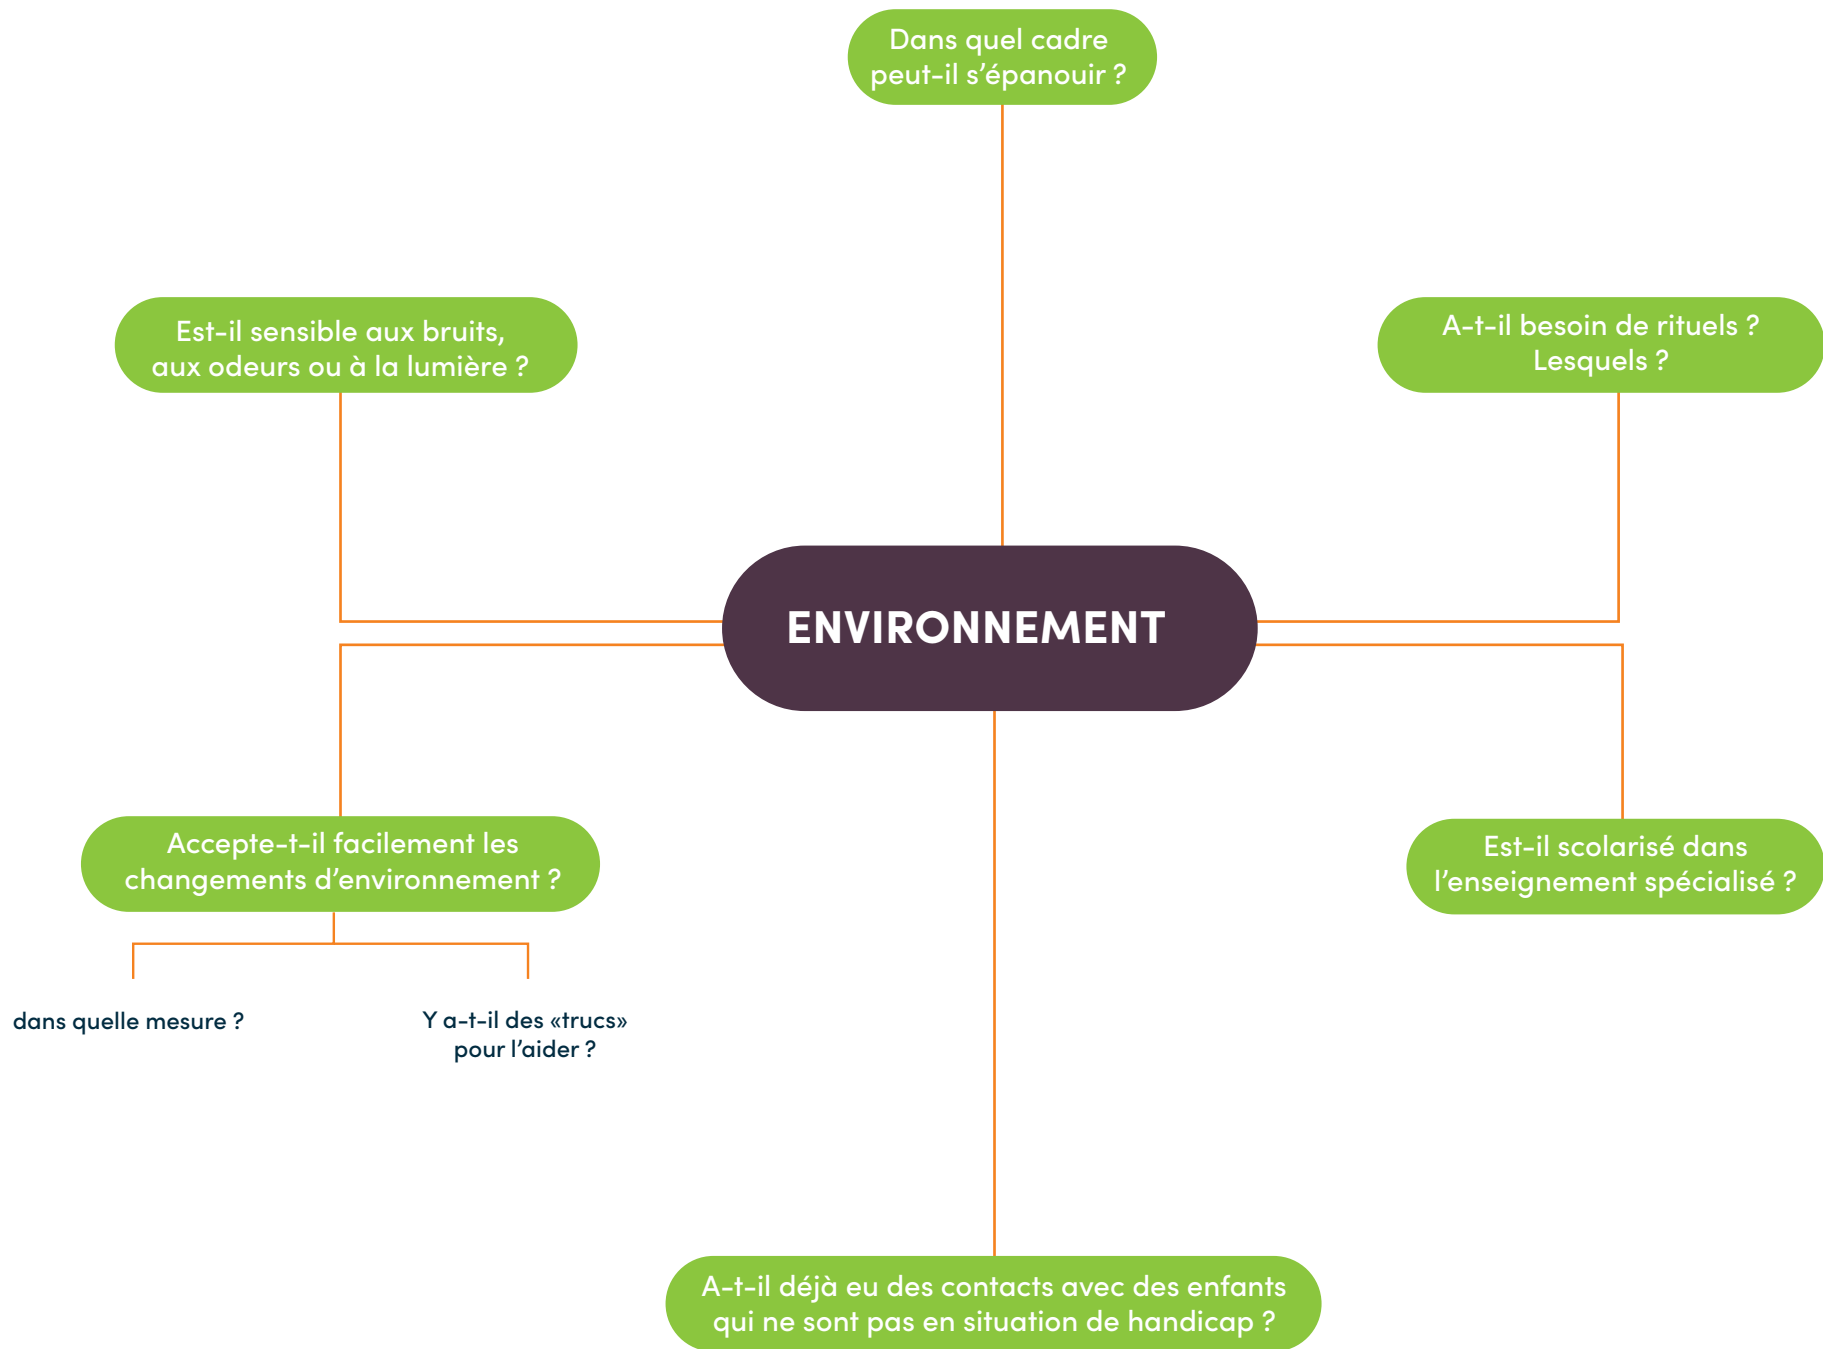 Dans quel cadre
peut-il s’épanouir ?
Est-il sensible aux bruits,
aux odeurs ou à la lumière ?
A-t-il besoin de rituels ?
Lesquels ?
ENVIRONNEMENT
Accepte-t-il facilement les
changements d’environnement ?
Est-il scolarisé dans
l’enseignement spécialisé ?
dans quelle mesure ?
Y a-t-il des «trucs»
pour l’aider ?
A-t-il déjà eu des contacts avec des enfants
qui ne sont pas en situation de handicap ?